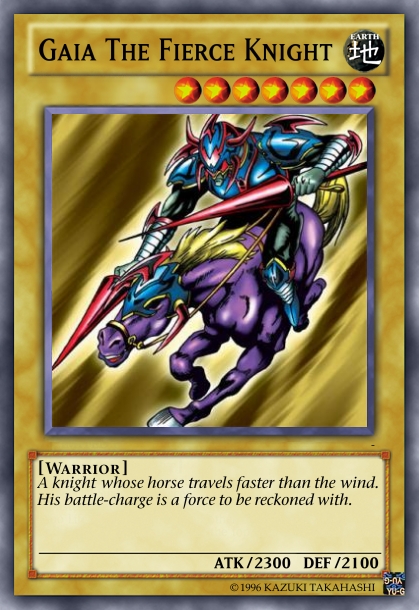 Gaia The Fierce Knight
EARTH
地
[Warrior]
A knight whose horse travels faster than the wind.
His battle-charge is a force to be reckoned with.
ATK/2300 DEF/2100
©1996 KAZUKI TAKAHASHI